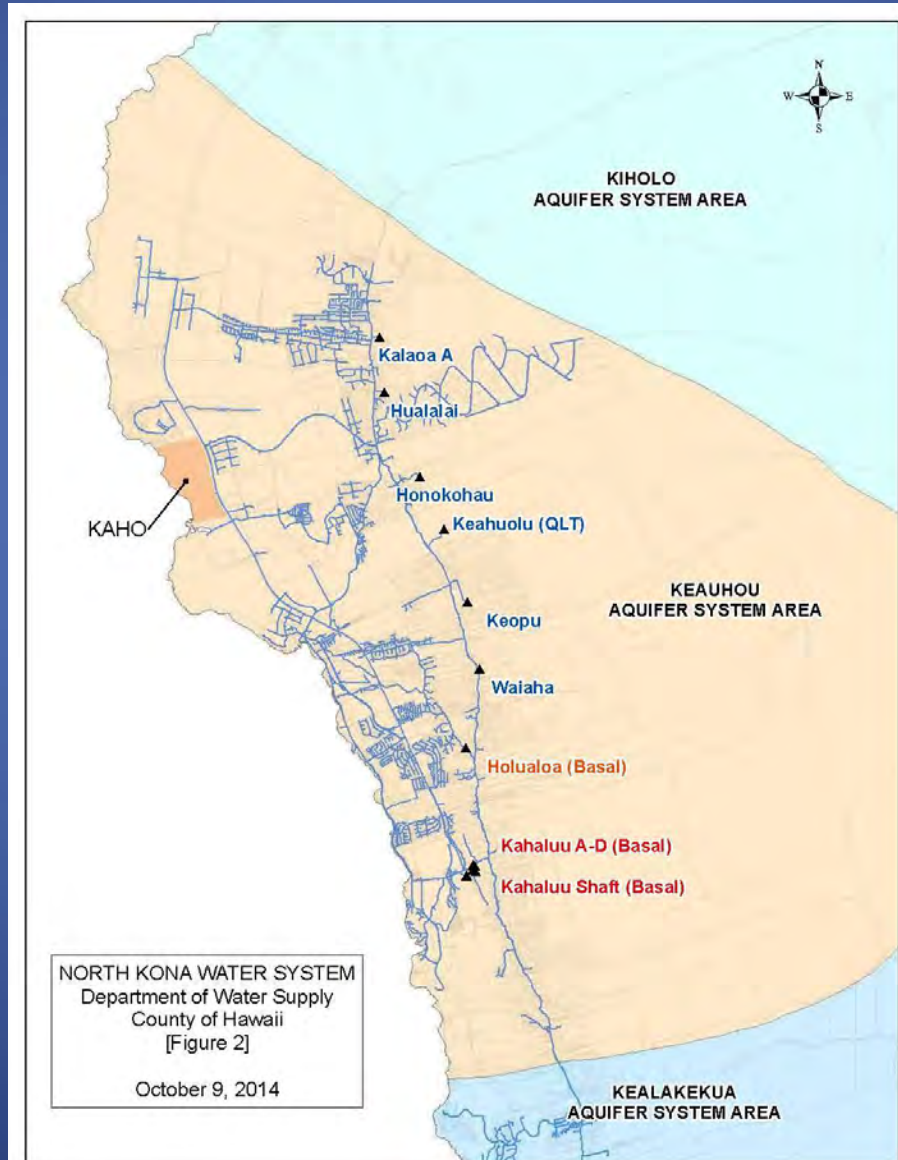 N
W E
S
KIHOLO
AQUIFER SYSTEM AREA
Kalaoa A
Hualalai
Honokohau
KAHO
Keahuolu (QLT)
KEAUHOU
AQUIFER SYSTEM AREA
Keopu
Waiaha
Holualoa (Basal)
Kahaluu A-D (Basal)
Kahaluu Shaft (Basal)
NORTH KONA WATER SYSTEM
Department of Water Supply
County of Hawaii
[Figure 2]
October 9, 2014
KEALAKEKUA
AQUIFER SYSTEM AREA